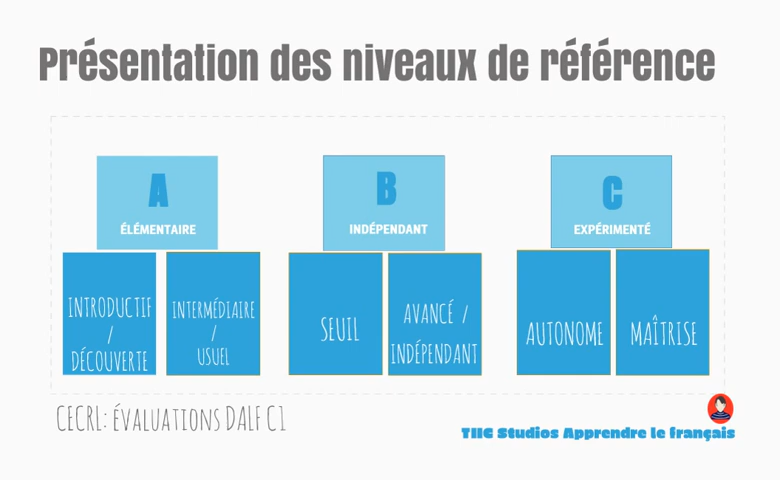 Présentation des niveaux de référence
A
ÉLÉMENTAIRE
INTRODUCTIF
/
DÉCOUVERTE
INTERMÉDIAIRE
/
USUEL
B
INDÉPENDANT
SEUIL
AVANCÉ /
INDÉPENDANT
C
EXPÉRIMENTÉ
AUTONOME
MAÎTRISE
CECRL: ÉVALUATIONS DALF C1
TIIC Studios Apprendre le français